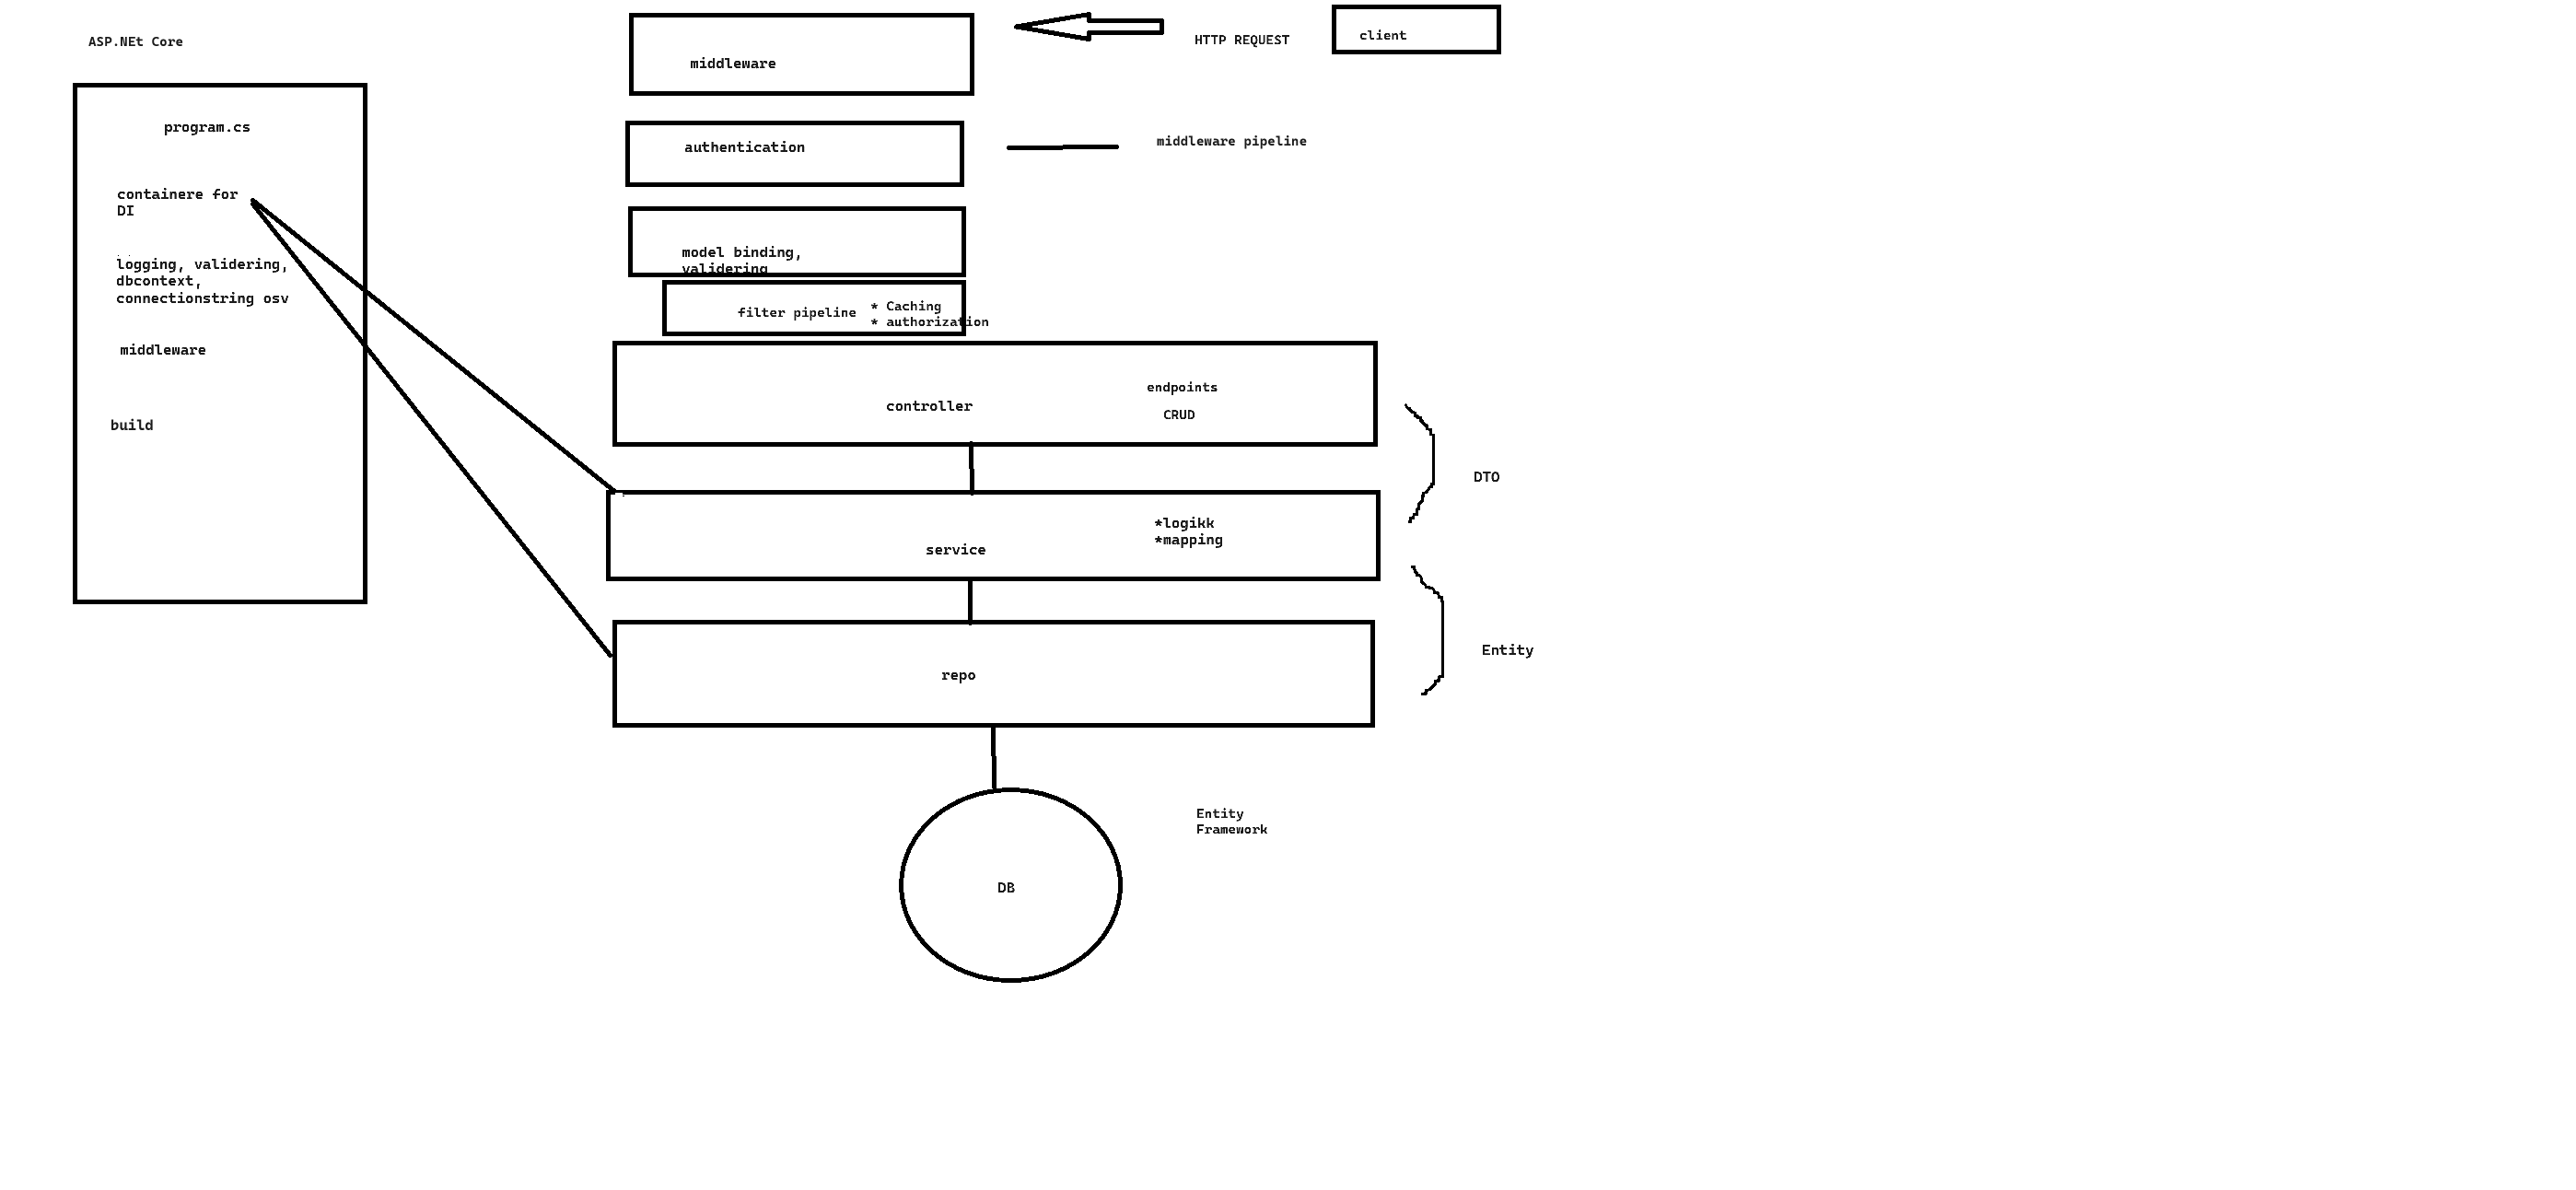 ASP.NEt Core
program.cs
containere for
DI
logging, validering,
dbcontext,
connectionstring osv
middleware
build
middleware
HTTP REQUEST
client
authentication
middleware pipeline
model binding,
validering
filter pipeline
* Caching
* authorization
controller
endpoints
CRUD
DTO
service
*logikk
*mapping
Entity
repo
Entity
Framework
DB